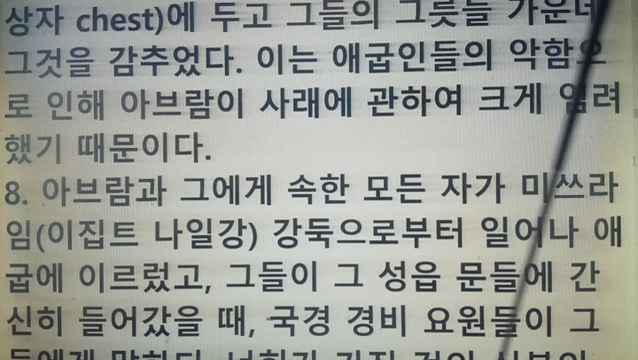 상자 chest)에 두고 그들의 그릇들 가운데
그것을 감추었다. 이는 애굽인들의 악함으
로 인해 아브람이 사래에 관하여 크게 염려
했기 때문이다.
8. 아브람과 그에게 속한 모든 자가 미쓰라
임(이집트 나일강) 강둑으로부터 일어나 애
굽에 이르렀고, 그들이 그 성읍 문들에 간
신히 들어갔을 때, 국경 경비 요원들이 그
들에게 말하다